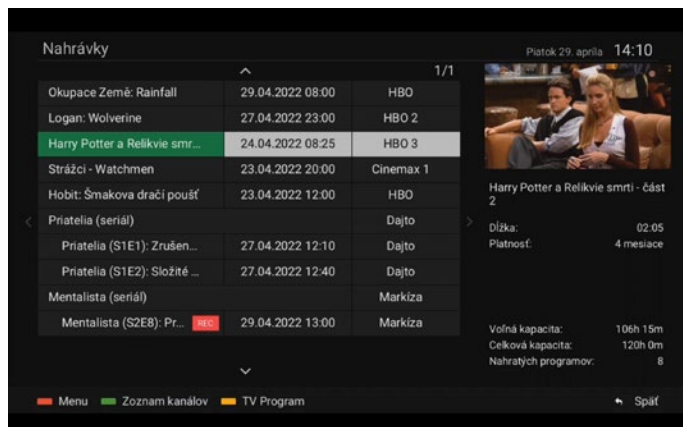 Nahrávky
Piatok 29. apríla 14:10
1/1
Okupace Země: Rainfall 29.04.2022 08:00 HBO
Logan: Wolverine 27.04.2022 23:00 HBO 2
Harry Potter a Relikvie smr... 24.04.2022 08:25 HBO 3
Strážci - Watchmen 23.04.2022 20:00 Cinemax 1
Hobit: Šmakova dračí poušť 23.04.2022 12:00 HBO
Priatelia (seriál) Dajto
Priatelia (S1E1): Zrušen... 27.04.2022 12:10 Dajto
Priatelia (S1E2): Složité ... 27.04.2022 12:40 Dajto
Mentalista (seriál) Markíza
Mentalista (S2E8): Pr... REC 29.04.2022 13:00 Markíza
Harry Potter a Relikvie smrti - část
2
Dĺžka: 02:05
Platnosť: 4 mesiace
Voľná kapacita: 106h 15m
Celková kapacita: 120h 0m
Nahratých programov: 8
Menu Zoznam kanálov TV Program Späť